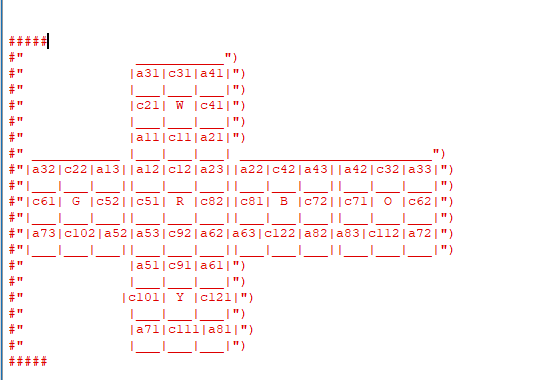 #####
#"               ___________")
#"              |a31|c31|a41|")
#"              |___|___|___|")
#"              |c21| W |c41|")
#"              |___|___|___|")
#"              |a11|c11|a21|")
#" ___________  |___|___|___| ________________________")
#"|a32|c22|a13||a12|c12|a23||a22|c42|a43||a42|c32|a33|")
#"|___|___|___||___|___|___||___|___|___||___|___|___|")
#"|c61| G |c52||c51| R |c82||c81| B |c72||c71| O |c62|")
#"|___|___|___||___|___|___||___|___|___||___|___|___|")
#"|a73|c102|a52|a53|c92|a62|a63|c122|a82|a83|c112|a72|")
#"|___|___|___||___|___|___||___|___|___||___|___|___|")
#"              |a51|c91|a61|")
#"              |___|___|___|")
#"             |c101| Y |c121|")
#"              |___|___|___|")
#"              |a71|c111|a81|")
#"              |___|___|___|")
#####